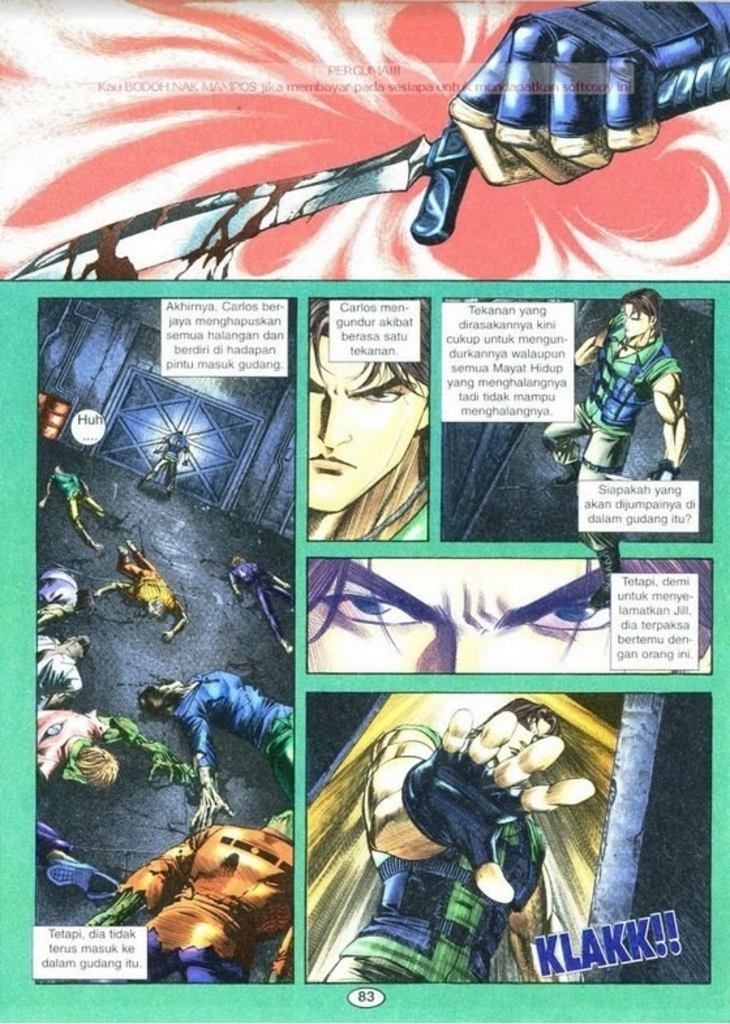 PERCUMA!!!
Kau BODOH NAK MAMPOS jika membayar pada sesiapa untuk mendapatkan softcopy ini
Akhirnya, Carlos ber-
jaya menghapuskan
semua halangan dan
berdiri di hadapan
pintu masuk gudang.
Huh
....
Tetapi, dia tidak
terus masuk ke
dalam gudang itu.
Carlos men-
gundur akibat
berasa satu
tekanan.
Tekanan yang
dirasakannya kini
cukup untuk mengun-
durkannya walaupun
semua Mayat Hidup
yang menghalangnya
tadi tidak mampu
menghalangnya.
Siapakah yang
akan dijumpainya di
dalam gudang itu?
Tetapi, demi
untuk menye-
lamatkan Jill,
dia terpaksa
bertemu den-
gan orang ini.
KLAKK!!
83